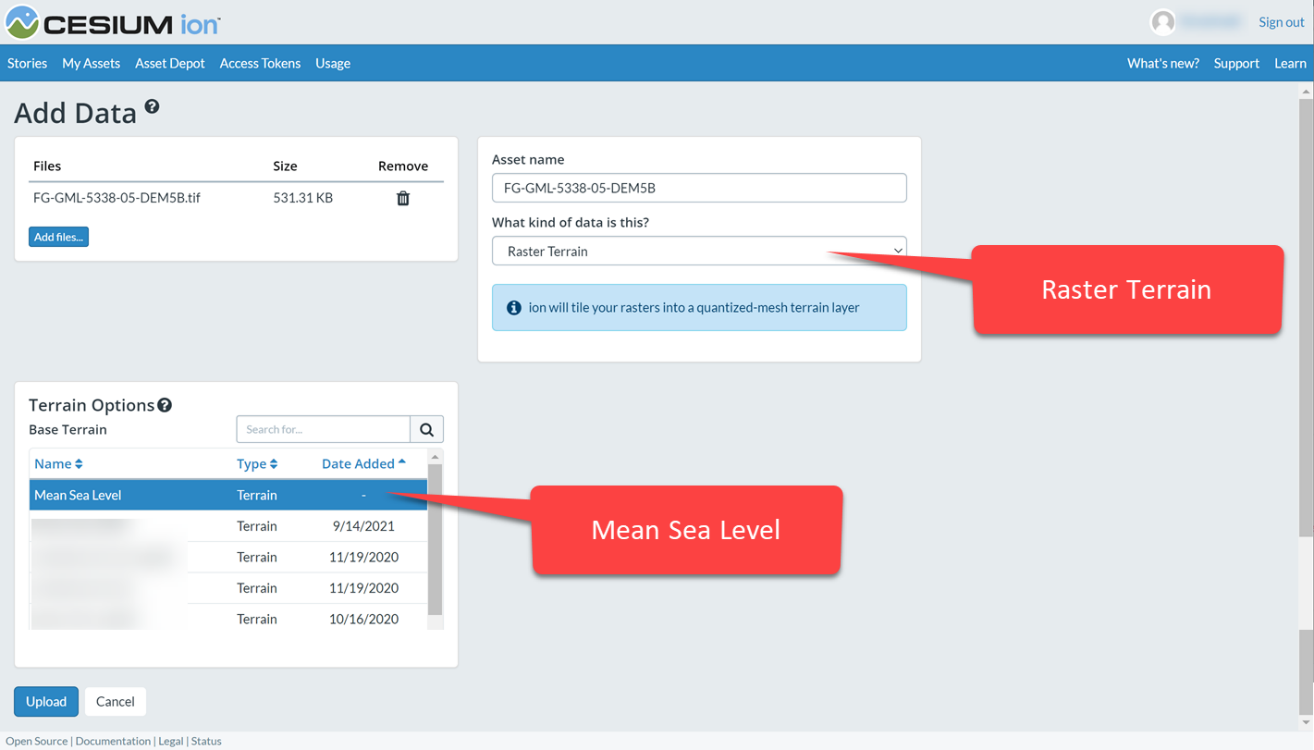 CESIUM ion
Sign out
Stories My Assets Asset Depot Access Tokens Usage
What's new? Support Learn
Add Data
Files Size Remove
FG-GML-5338-05-DEM5B.tif 531.31 KB
Add files...
Asset name
FG-GML-5338-05-DEM5B
What kind of data is this?
Raster Terrain
ion will tile your rasters into a quantized-mesh terrain layer
Raster Terrain
Terrain Options
Base Terrain
Search for...
Name Type Date Added
Mean Sea Level Terrain -
Terrain 9/14/2021
Terrain 11/19/2020
Terrain 11/19/2020
Terrain 10/16/2020
Mean Sea Level
Upload Cancel
Open Source | Documentation | Legal | Status